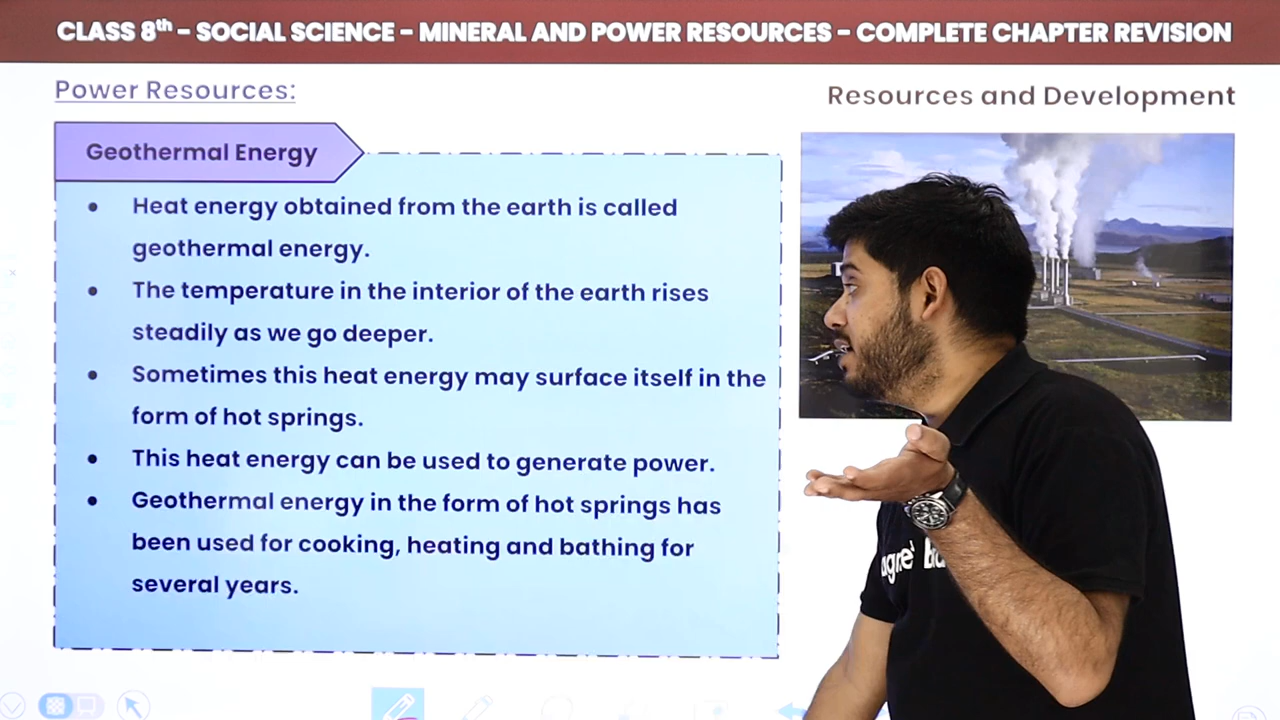 CLASS 8th – SOCIAL SCIENCE – MINERAL AND POWER RESOURCES – COMPLETE CHAPTER REVISION
Power Resources:
Resources and Development
Geothermal Energy
• Heat energy obtained from the earth is called
geothermal energy.
• The temperature in the interior of the earth rises
steadily as we go deeper.
• Sometimes this heat energy may surface itself in the
form of hot springs.
• This heat energy can be used to generate power.
• Geothermal energy in the form of hot springs has
been used for cooking, heating and bathing for
several years.